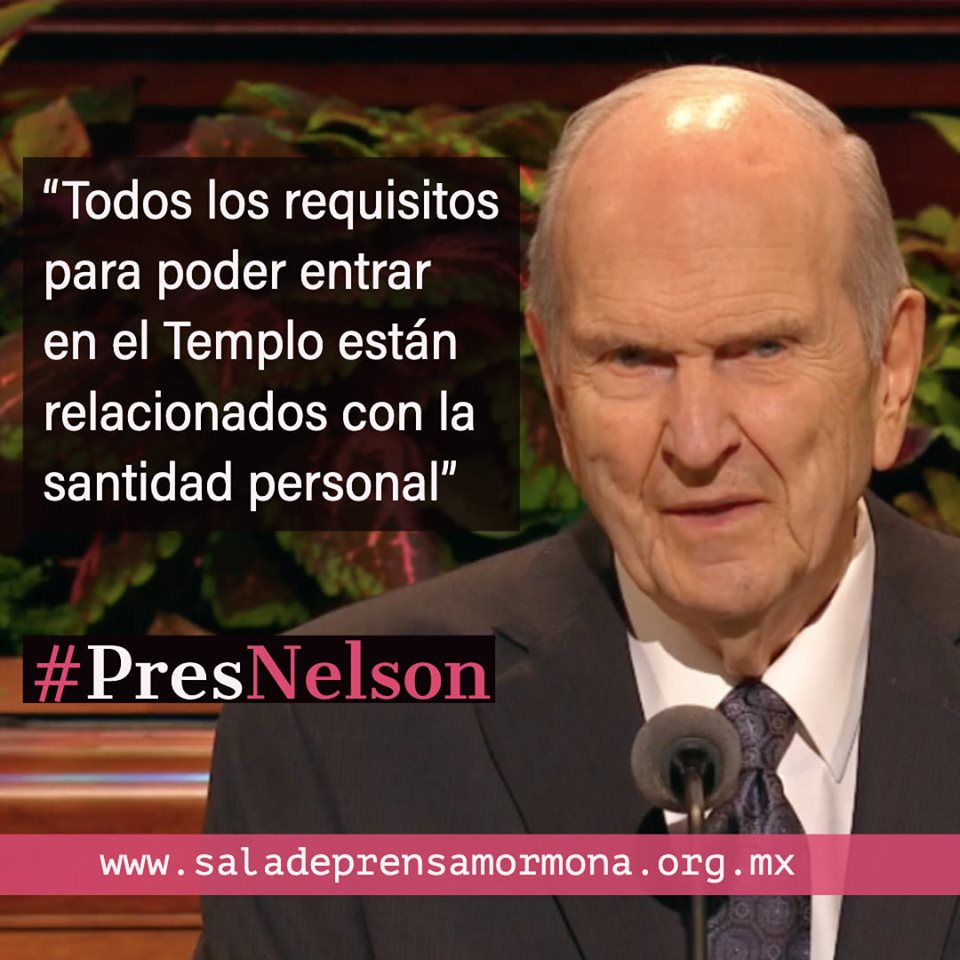 “Todos los requisitos
para poder entrar
en el Templo están
relacionados con la
santidad personal”
#PresNelson
www.saladeprensamormona.org.mx